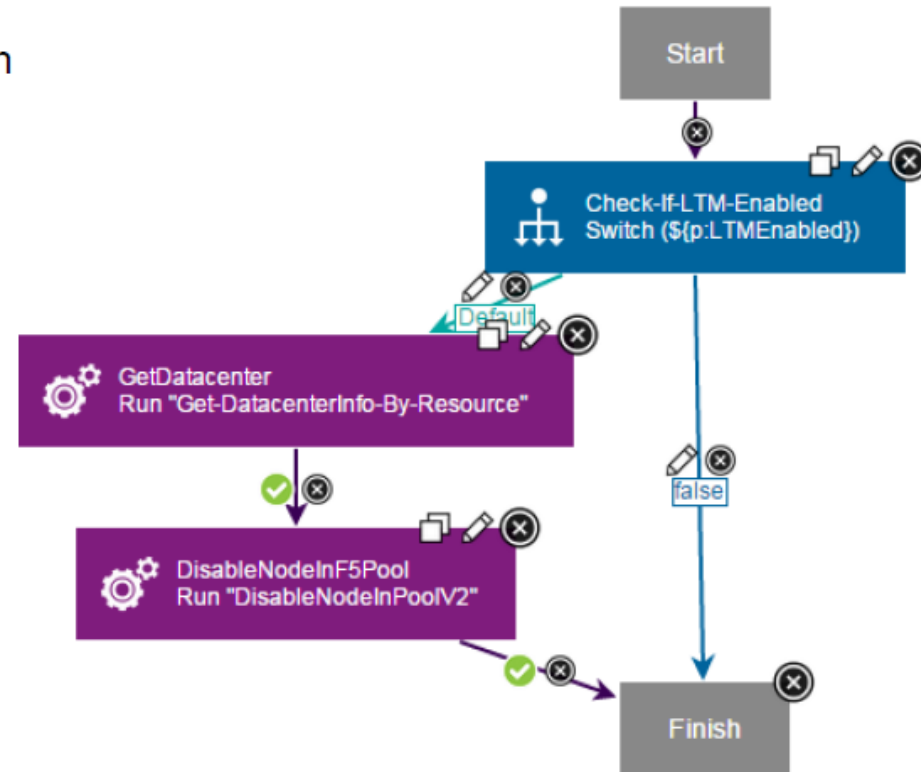 Start
Check-If-LTM-Enabled
Switch (${p:LTMEnabled})
Default
GetDatacenter
Run "Get-DatacenterInfo-By-Resource"
false
DisableNodeInF5Pool
Run "DisableNodeInPoolV2"
Finish